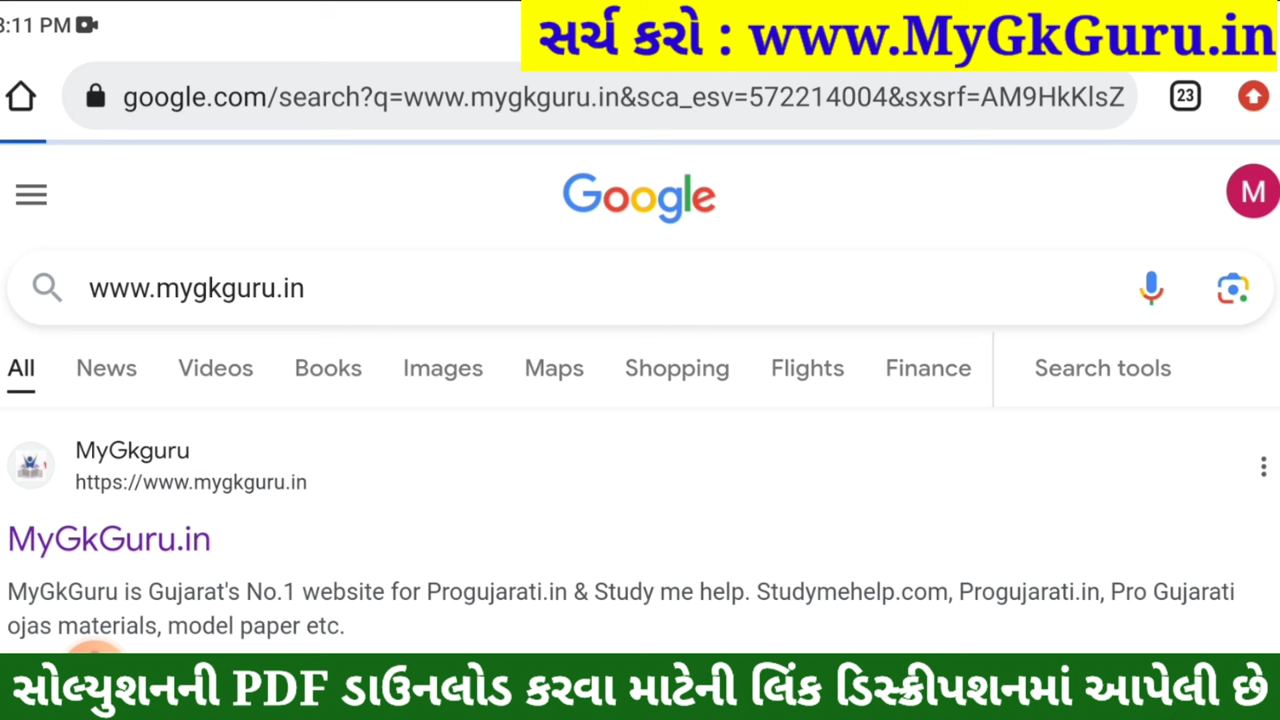 3:11 PM
સર્ચ કરો : www.MyGkGuru.in
google.com/search?q=www.mygkguru.in&sca_esv=572214004&sxsrf=AM9HkKlsZ
23
Google
M
www.mygkguru.in
All News Videos Books Images Maps Shopping Flights Finance Search tools
MyGkguru
https://www.mygkguru.in
MyGkGuru.in
MyGkGuru is Gujarat's No.1 website for Progujarati.in & Study me help. Studymehelp.com, Progujarati.in, Pro Gujarati
ojas materials, model paper etc.
સોલ્યુશનની PDF ડાઉનલોડ કરવા માટેની લિંક ડિસ્ક્રીપશનમાં આપેલી છે